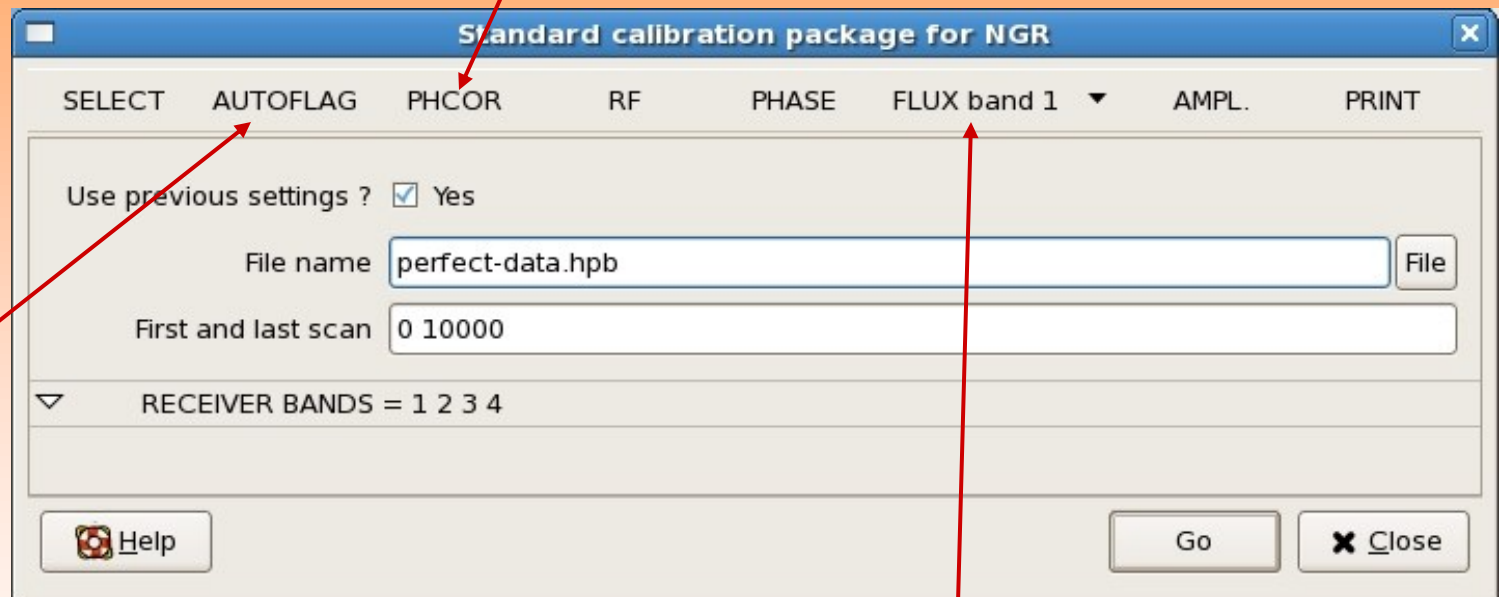 Standard calibration package for NGR
SELECT AUTOFLAG PHCOR RF PHASE FLUX band 1 AMPL. PRINT
Use previous settings ? Yes
File name perfect-data.hpb File
First and last scan 0 10000
RECEIVER BANDS = 1 2 3 4
Help Go Close